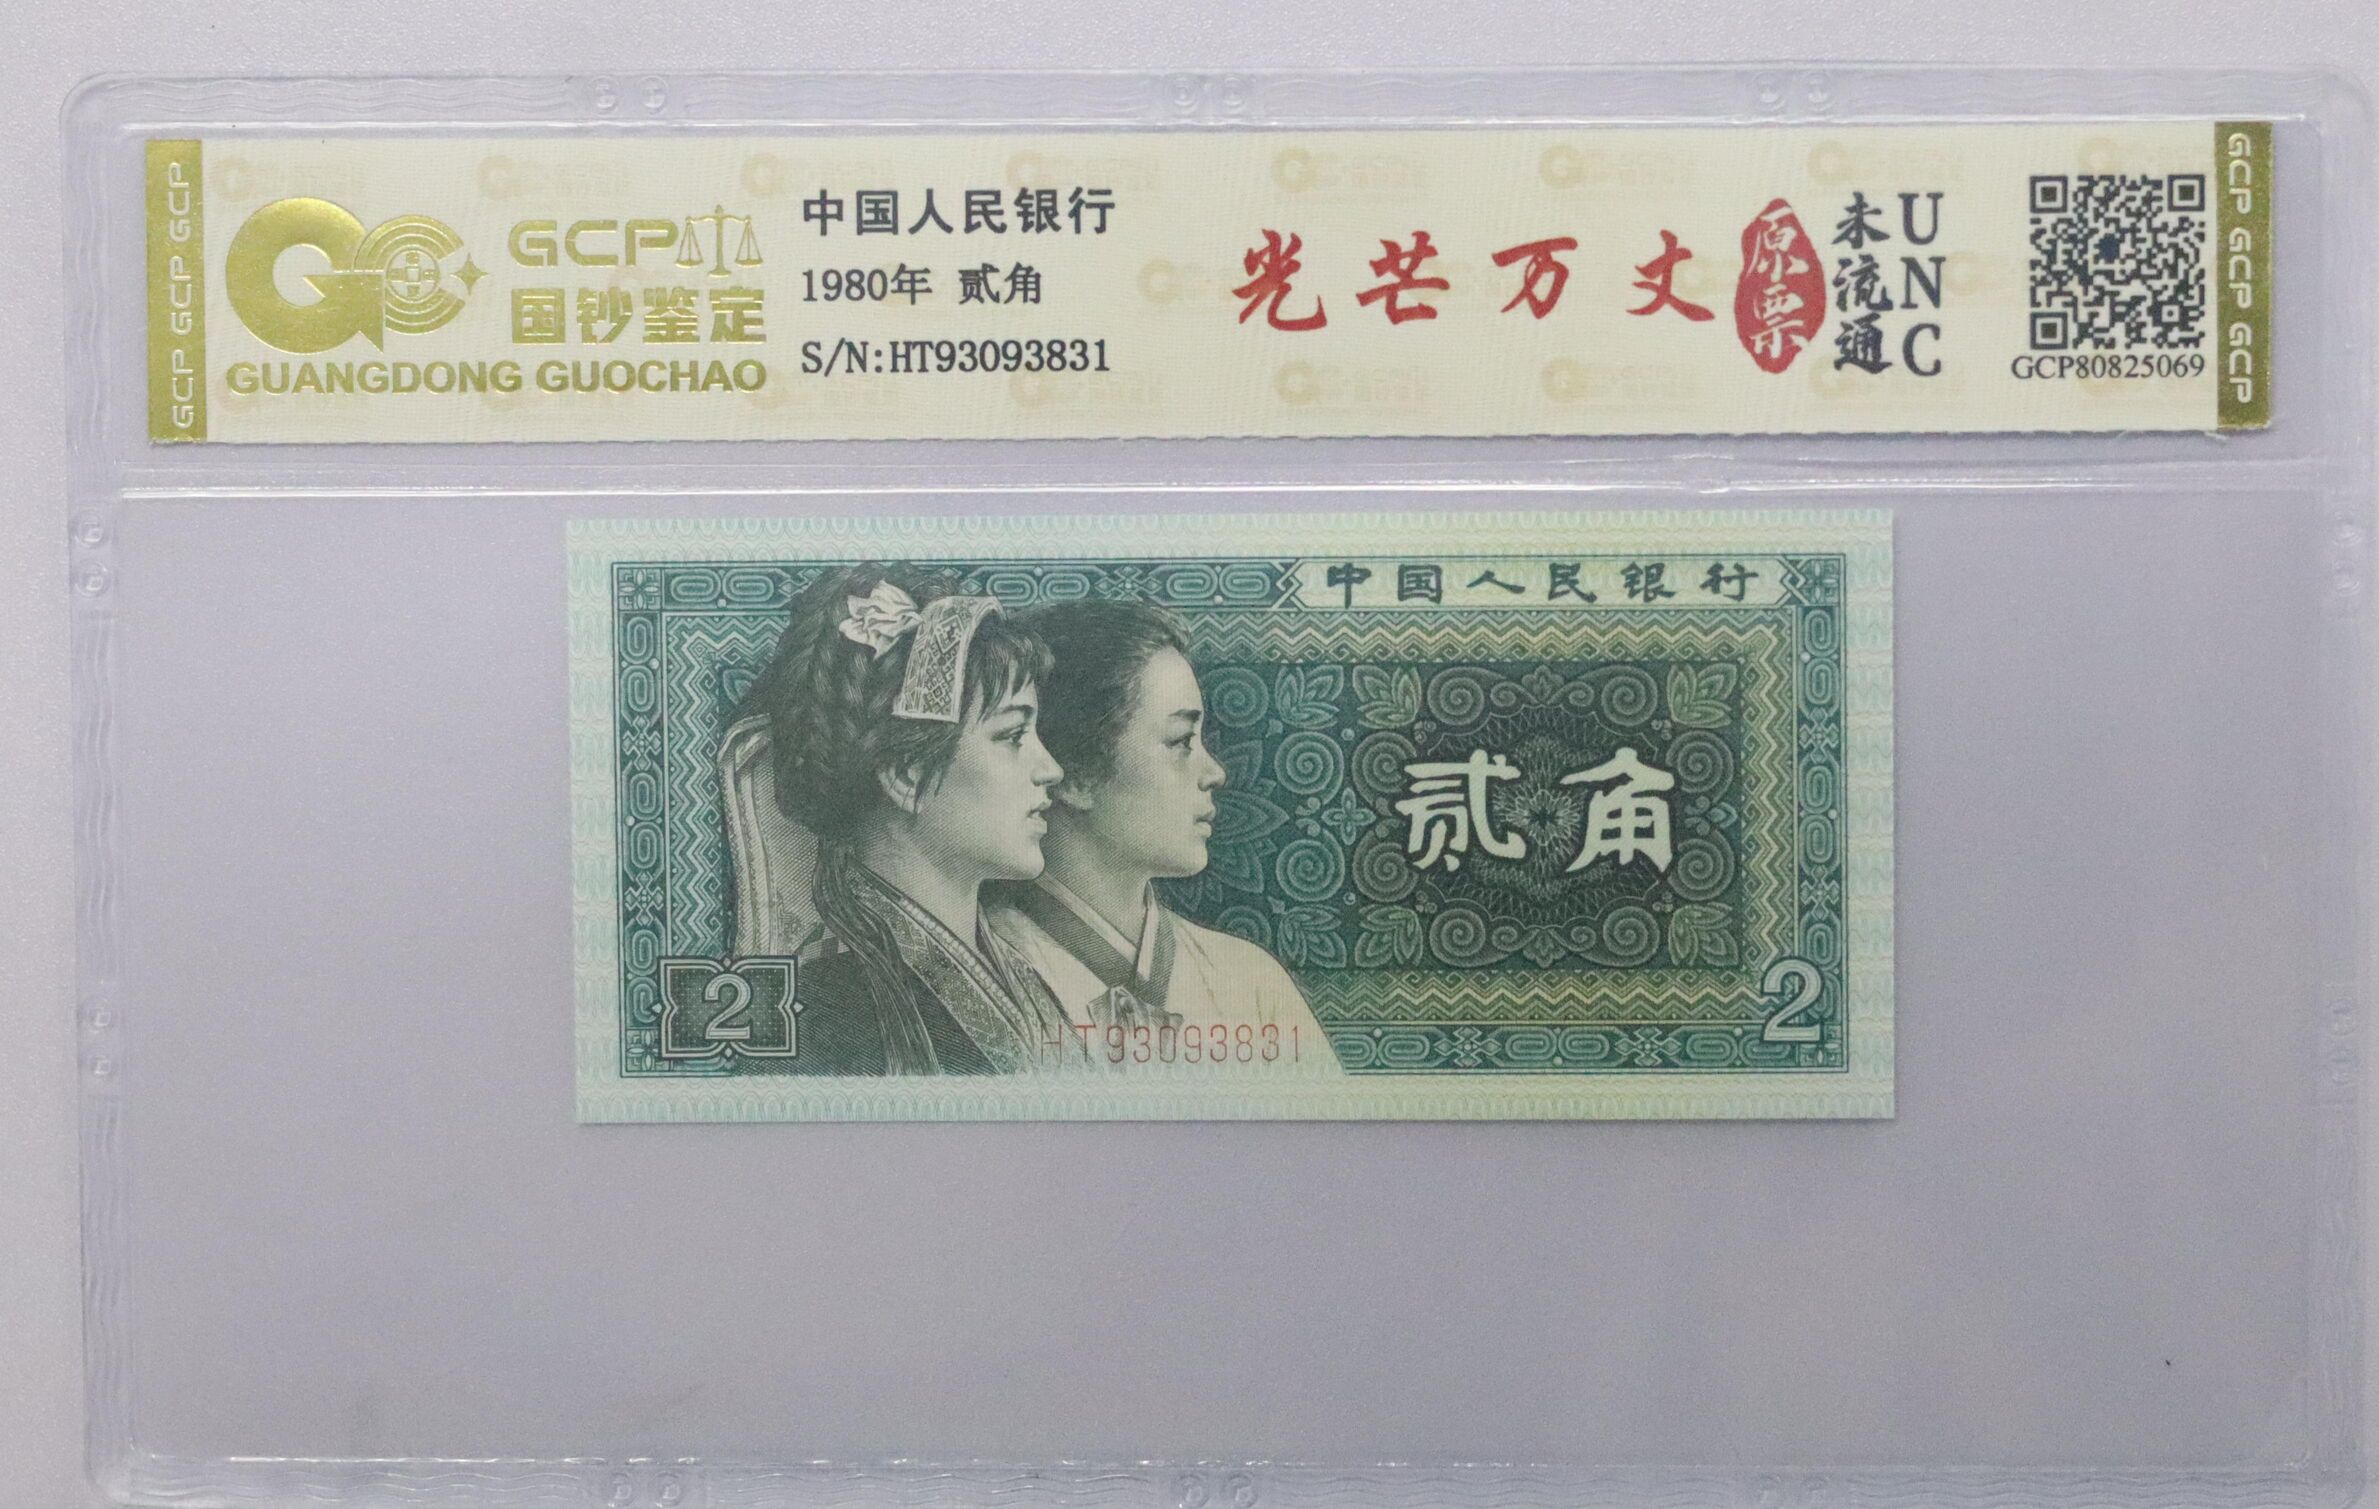 GCP GCP GCP
GCP
国钞鉴定
GUANGDONG GUOCHAO
中国人民银行
1980年 贰角
S/N:HT93093831
光芒万丈
原票
未流通
UNC
GCP80825069
GCP GCP GCP
中国人民银行
贰角
2
HT93093831
2